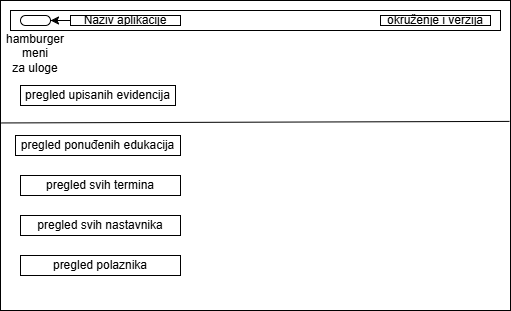 Naziv aplikacije
okruženje i verzija
hamburger
meni
za uloge
pregled upisanih evidencija
pregled ponuđenih edukacija
pregled svih termina
pregled svih nastavnika
pregled polaznika